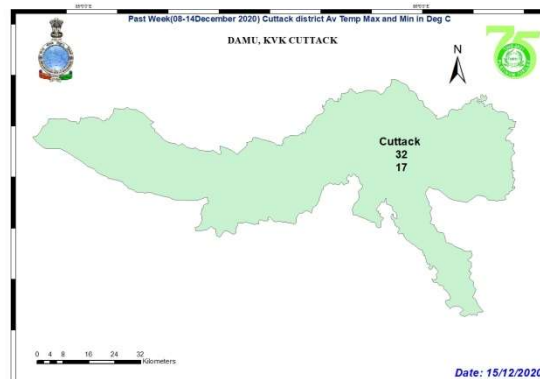 Past Week(08-14December 2020) Cuttack district Av Temp Max and Min in Deg C
DAMU, KVK CUTTACK
N
75
Cuttack
32
17
0 4 8 16 24 32
Kilometers
Date: 15/12/2020